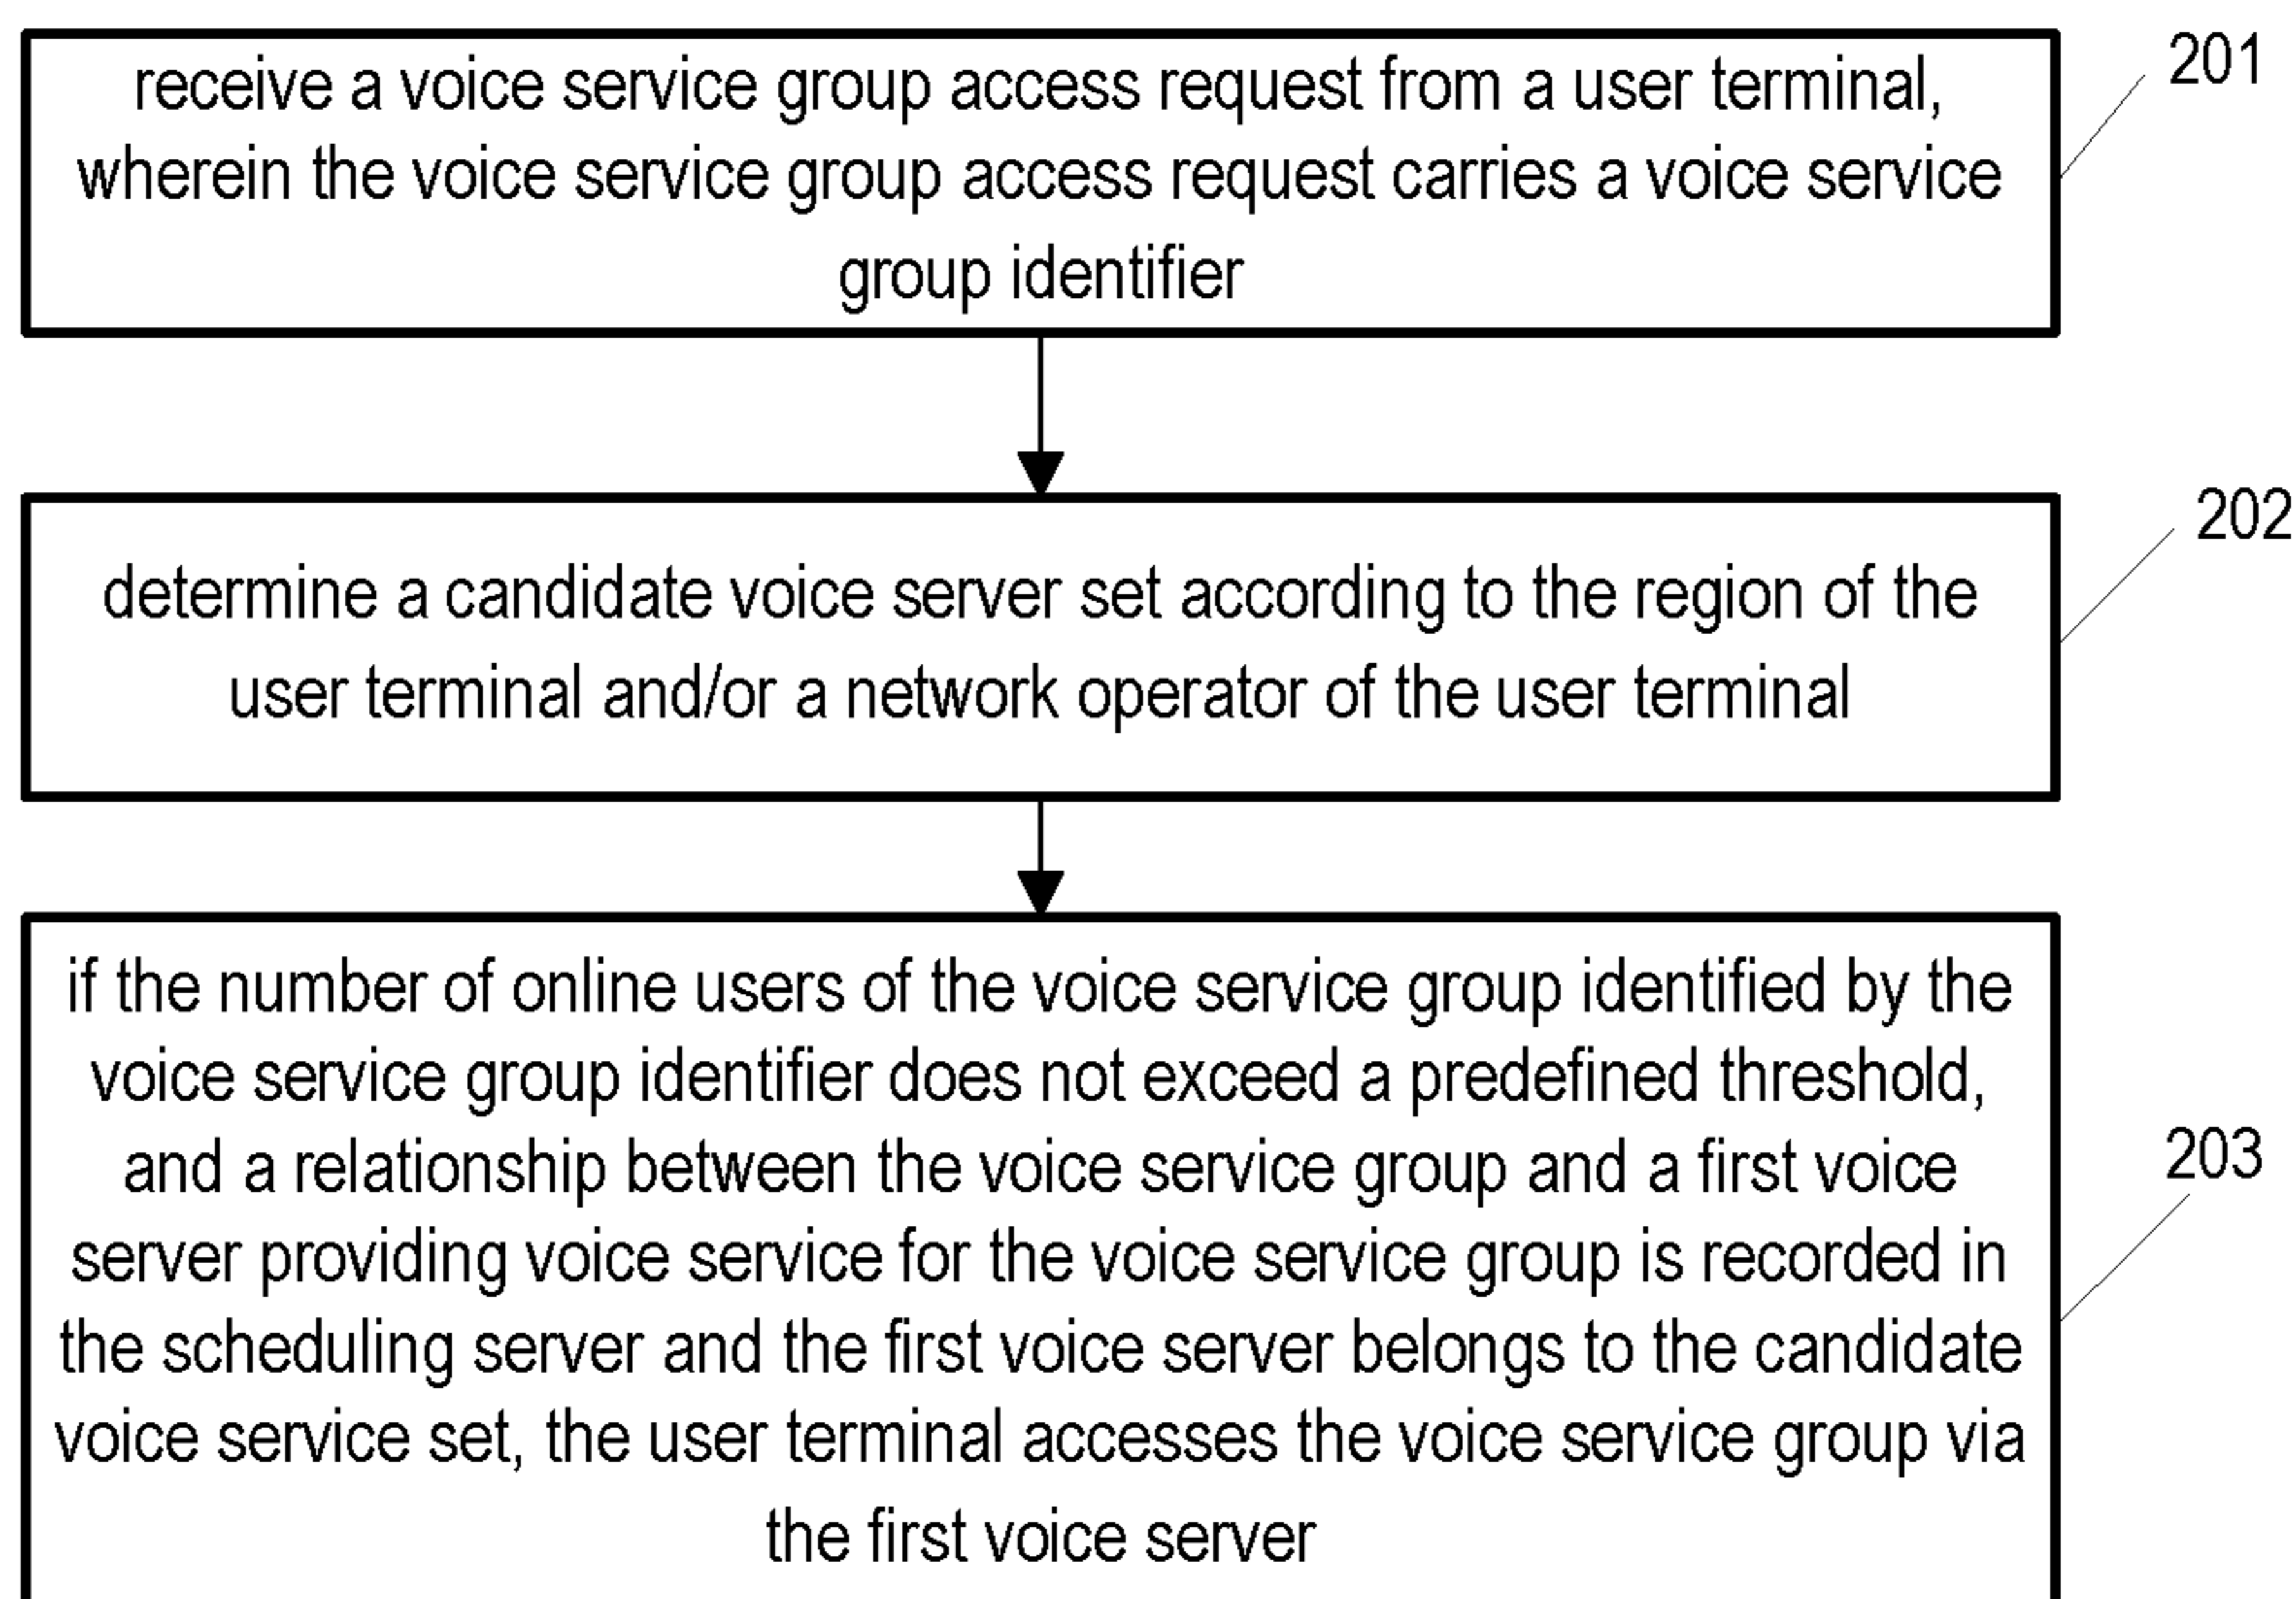 receive a voice service group access request from a user terminal,
wherein the voice service group access request carries a voice service
group identifier
201
determine a candidate voice server set according to the region of the
user terminal and/or a network operator of the user terminal
202
if the number of online users of the voice service group identified by the
voice service group identifier does not exceed a predefined threshold,
and a relationship between the voice service group and a first voice
server providing voice service for the voice service group is recorded in
the scheduling server and the first voice server belongs to the candidate
voice service set, the user terminal accesses the voice service group via
the first voice server
203